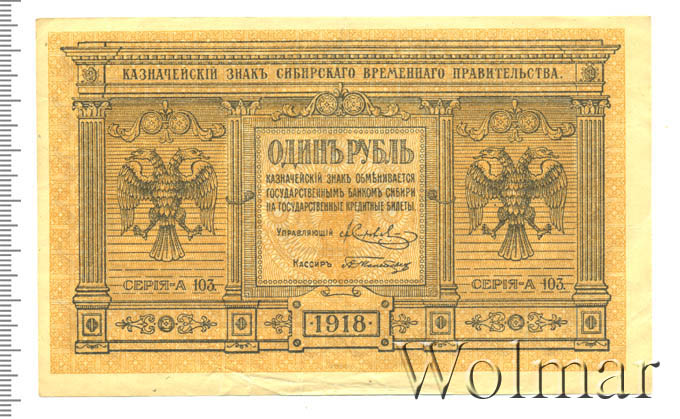 КАЗНАЧЕЙСКІЙ ЗНАКЪ СИБИРСКАГО ВРЕМЕННАГО ПРАВИТЕЛЬСТВА.
ОДИНЪ РУБЛЬ
КАЗНАЧЕЙСКІЙ ЗНАКЪ ОБМѢНИВАЕТСЯ
ГОСУДАРСТВЕННЫМЪ БАНКОМЪ СИБИРИ
НА ГОСУДАРСТВЕННЫЕ КРЕДИТНЫЕ БИЛЕТЫ.
УПРАВЛЯЮЩІЙ
КАССИРЪ
СЕРІЯ-А 103.
СЕРІЯ-А 103.
1918
Wolmar